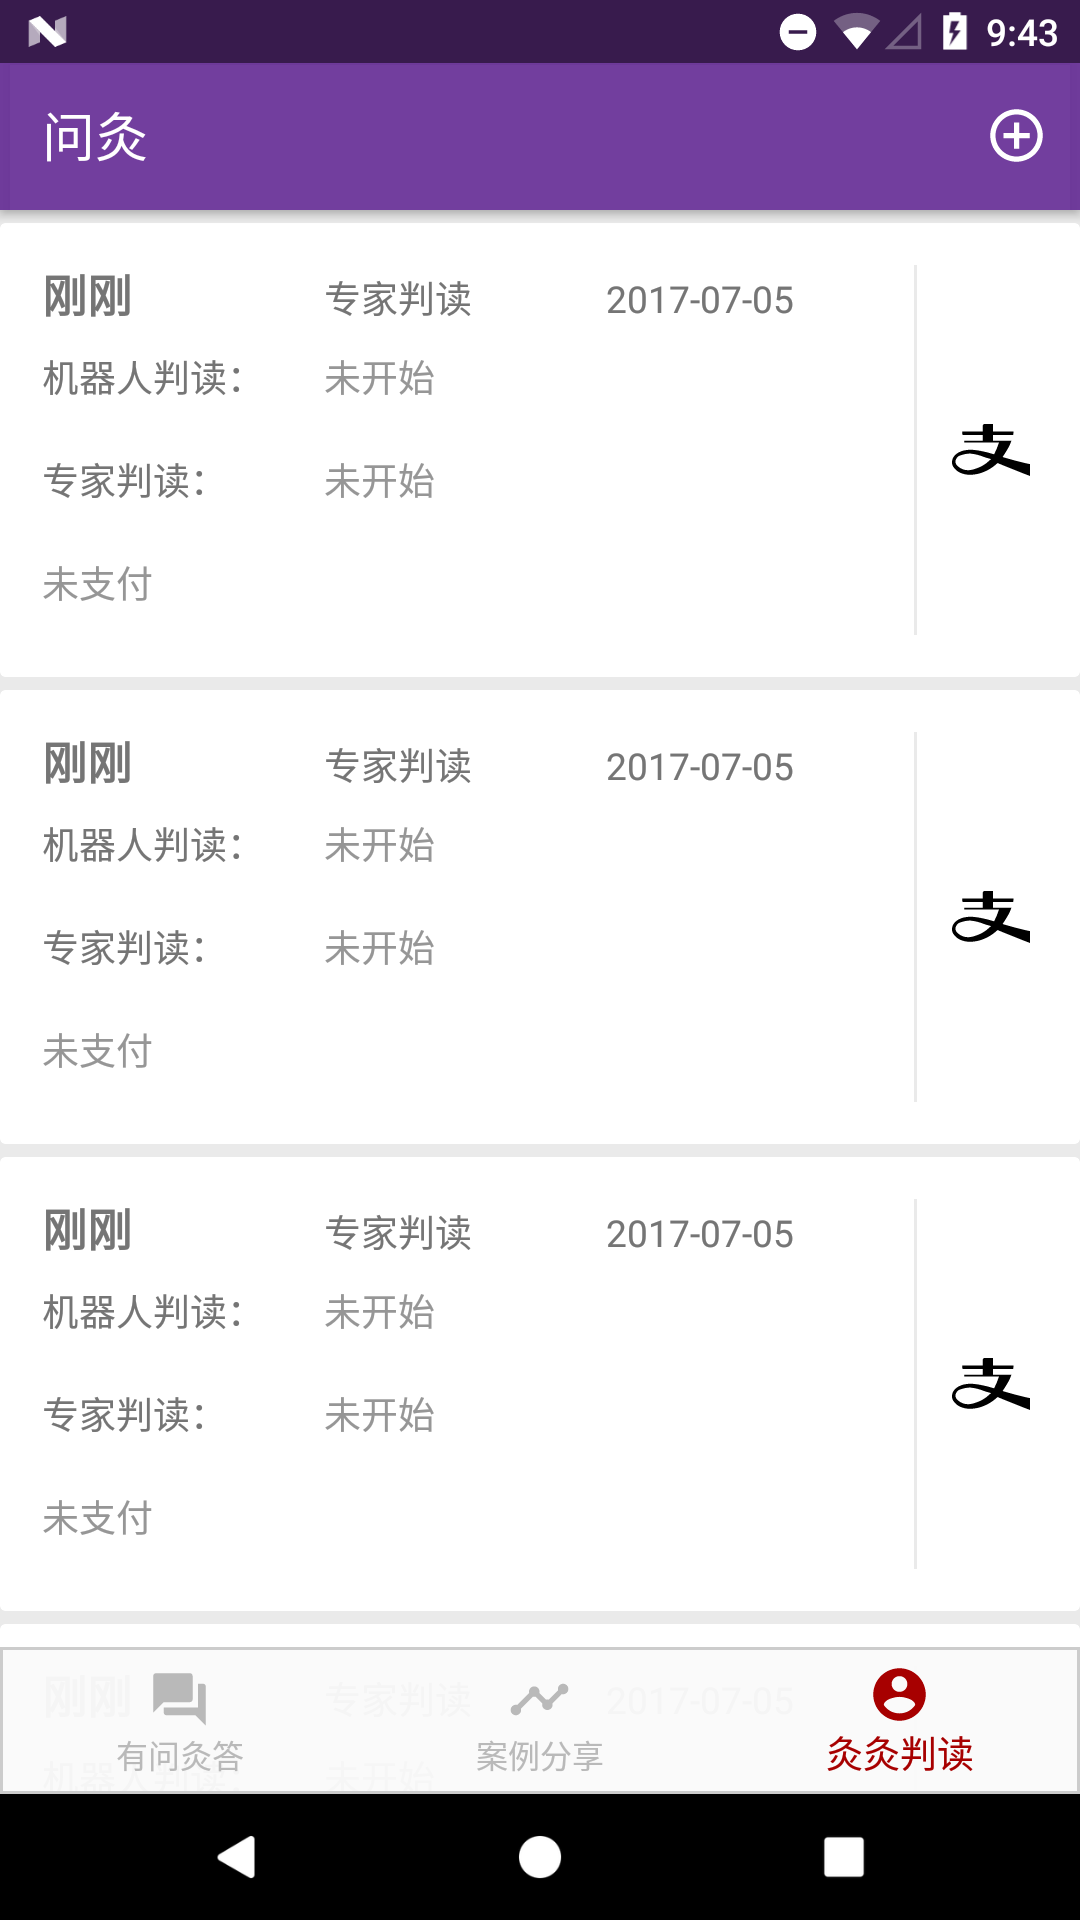 9:43
问灸
刚刚 专家判读 2017-07-05
机器人判读： 未开始
专家判读： 未开始
未支付
支
刚刚 专家判读 2017-07-05
机器人判读： 未开始
专家判读： 未开始
未支付
支
刚刚 专家判读 2017-07-05
机器人判读： 未开始
专家判读： 未开始
未支付
支
刚刚 专家判读 2017-07-05
机器人判读： 未开始
有问灸答 案例分享 灸灸判读